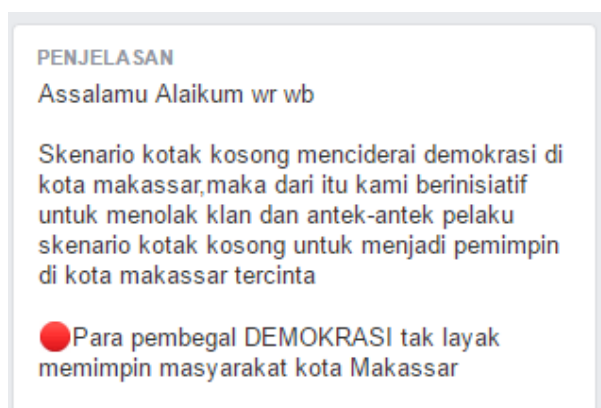 PENJELASAN
Assalamu Alaikum wr wb
Skenario kotak kosong menciderai demokrasi di
kota makassar,maka dari itu kami berinisiatif
untuk menolak klan dan antek-antek pelaku
skenario kotak kosong untuk menjadi pemimpin
di kota makassar tercinta
🔴Para pembegal DEMOKRASI tak layak
memimpin masyarakat kota Makassar